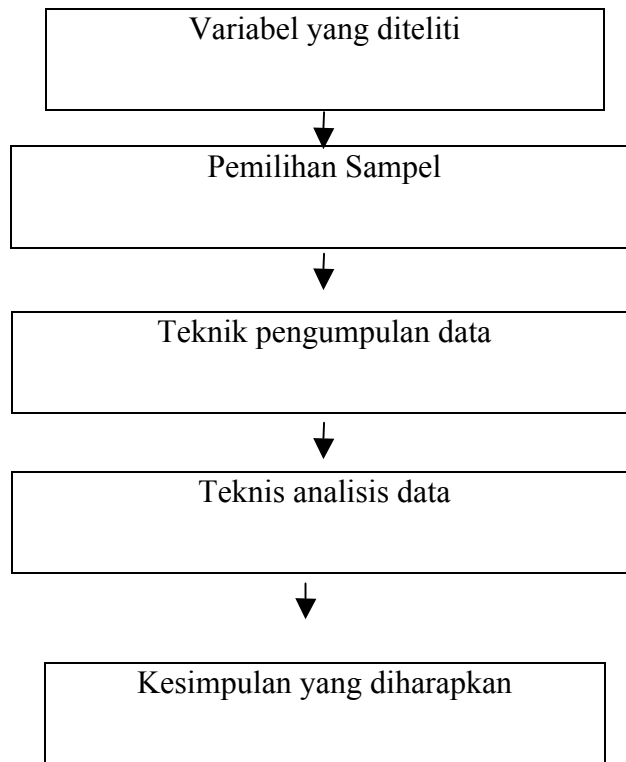 Variabel yang diteliti
Pemilihan Sampel
Teknik pengumpulan data
Teknis analisis data
Kesimpulan yang diharapkan